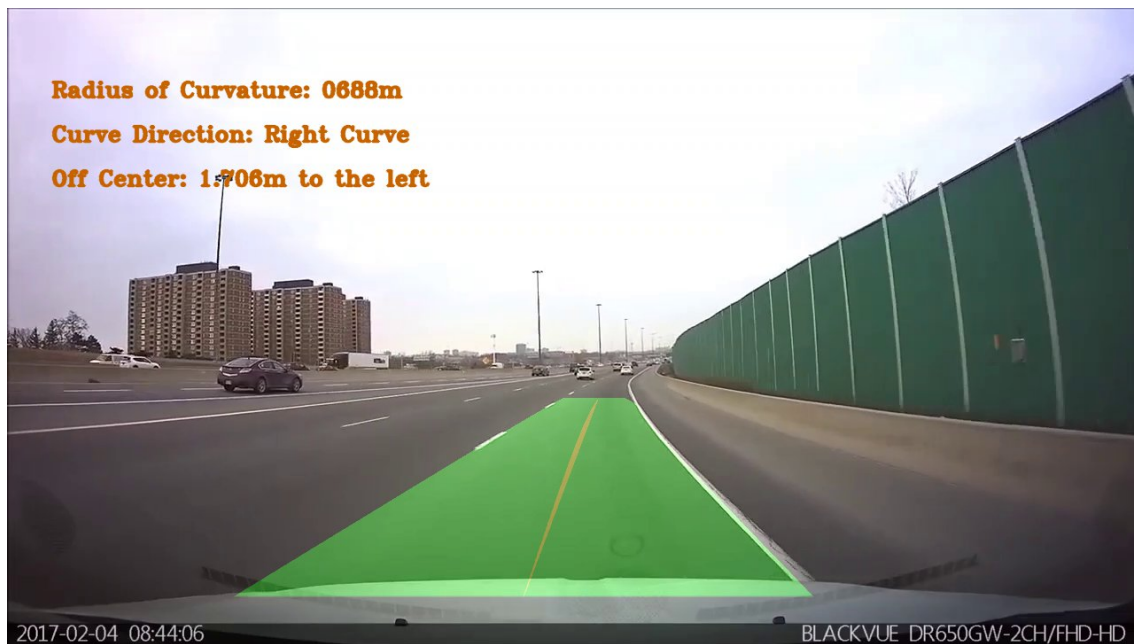 Radius of Curvature: 0688m
Curve Direction: Right Curve
Off Center: 1.706m to the left
2017-02-04 08:44:06
BLACKVUE DR650GW-2CH/FHD-HD